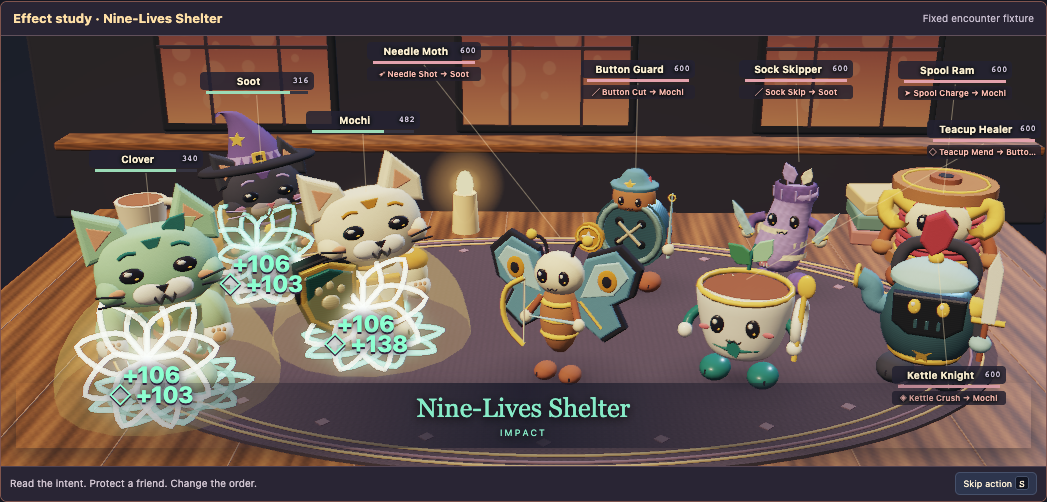 Effect study · Nine-Lives Shelter
Fixed encounter fixture
Needle Moth 600
Needle Shot → Soot
Soot 316
Button Guard 600
Button Cut → Mochi
Sock Skipper 600
Sock Skip → Soot
Spool Ram 600
Spool Charge → Mochi
Mochi 482
Teacup Healer 600
Teacup Mend → Butto…
Clover 340
+106
+103
+106
+138
+106
+103
Kettle Knight 600
Kettle Crush → Mochi
Nine-Lives Shelter
IMPACT
Read the intent. Protect a friend. Change the order.
Skip action S